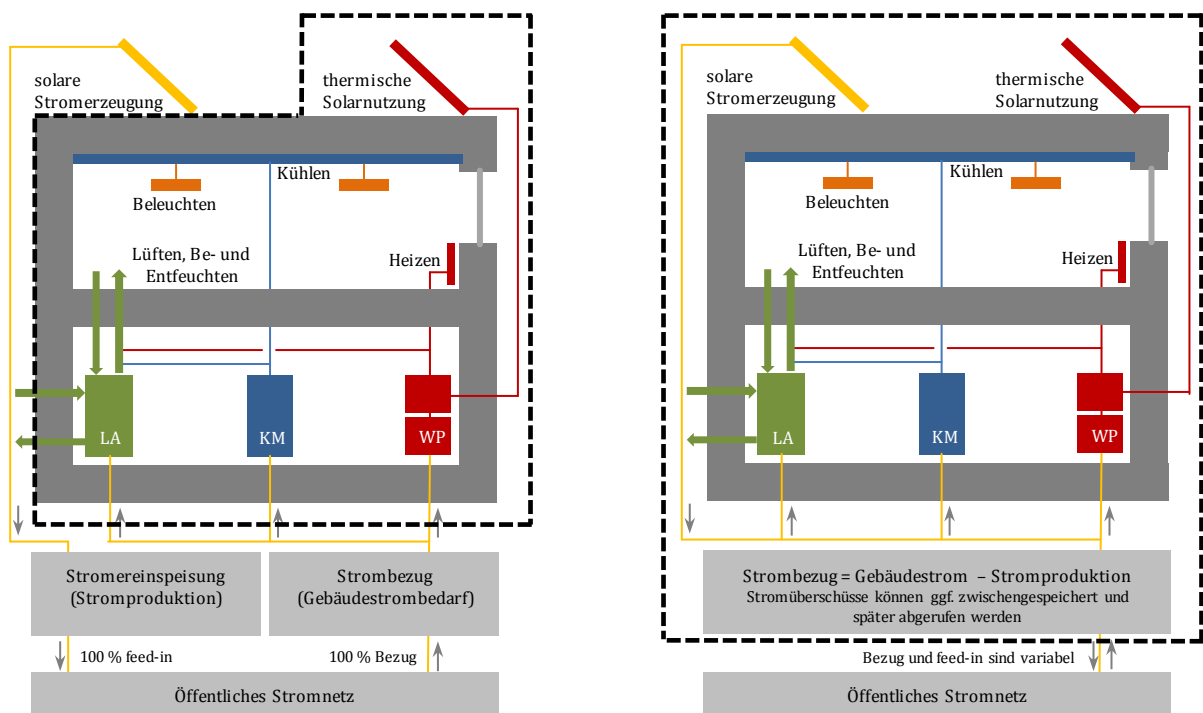 solare
Stromerzeugung
thermische
Solarnutzung
Kühlen
Beleuchten
Lüften, Be- und
Entfeuchten
Heizen
LA
KM
WP
Stromereinspeisung
(Stromproduktion)
Strombezug
(Gebäudestrombedarf)
100 % feed-in
100 % Bezug
Öffentliches Stromnetz
solare
Stromerzeugung
thermische
Solarnutzung
Kühlen
Beleuchten
Lüften, Be- und
Entfeuchten
Heizen
LA
KM
WP
Strombezug = Gebäudestrom – Stromproduktion
Stromüberschüsse können ggf. zwischengespeichert und
später abgerufen werden
Bezug und feed-in sind variabel
Öffentliches Stromnetz